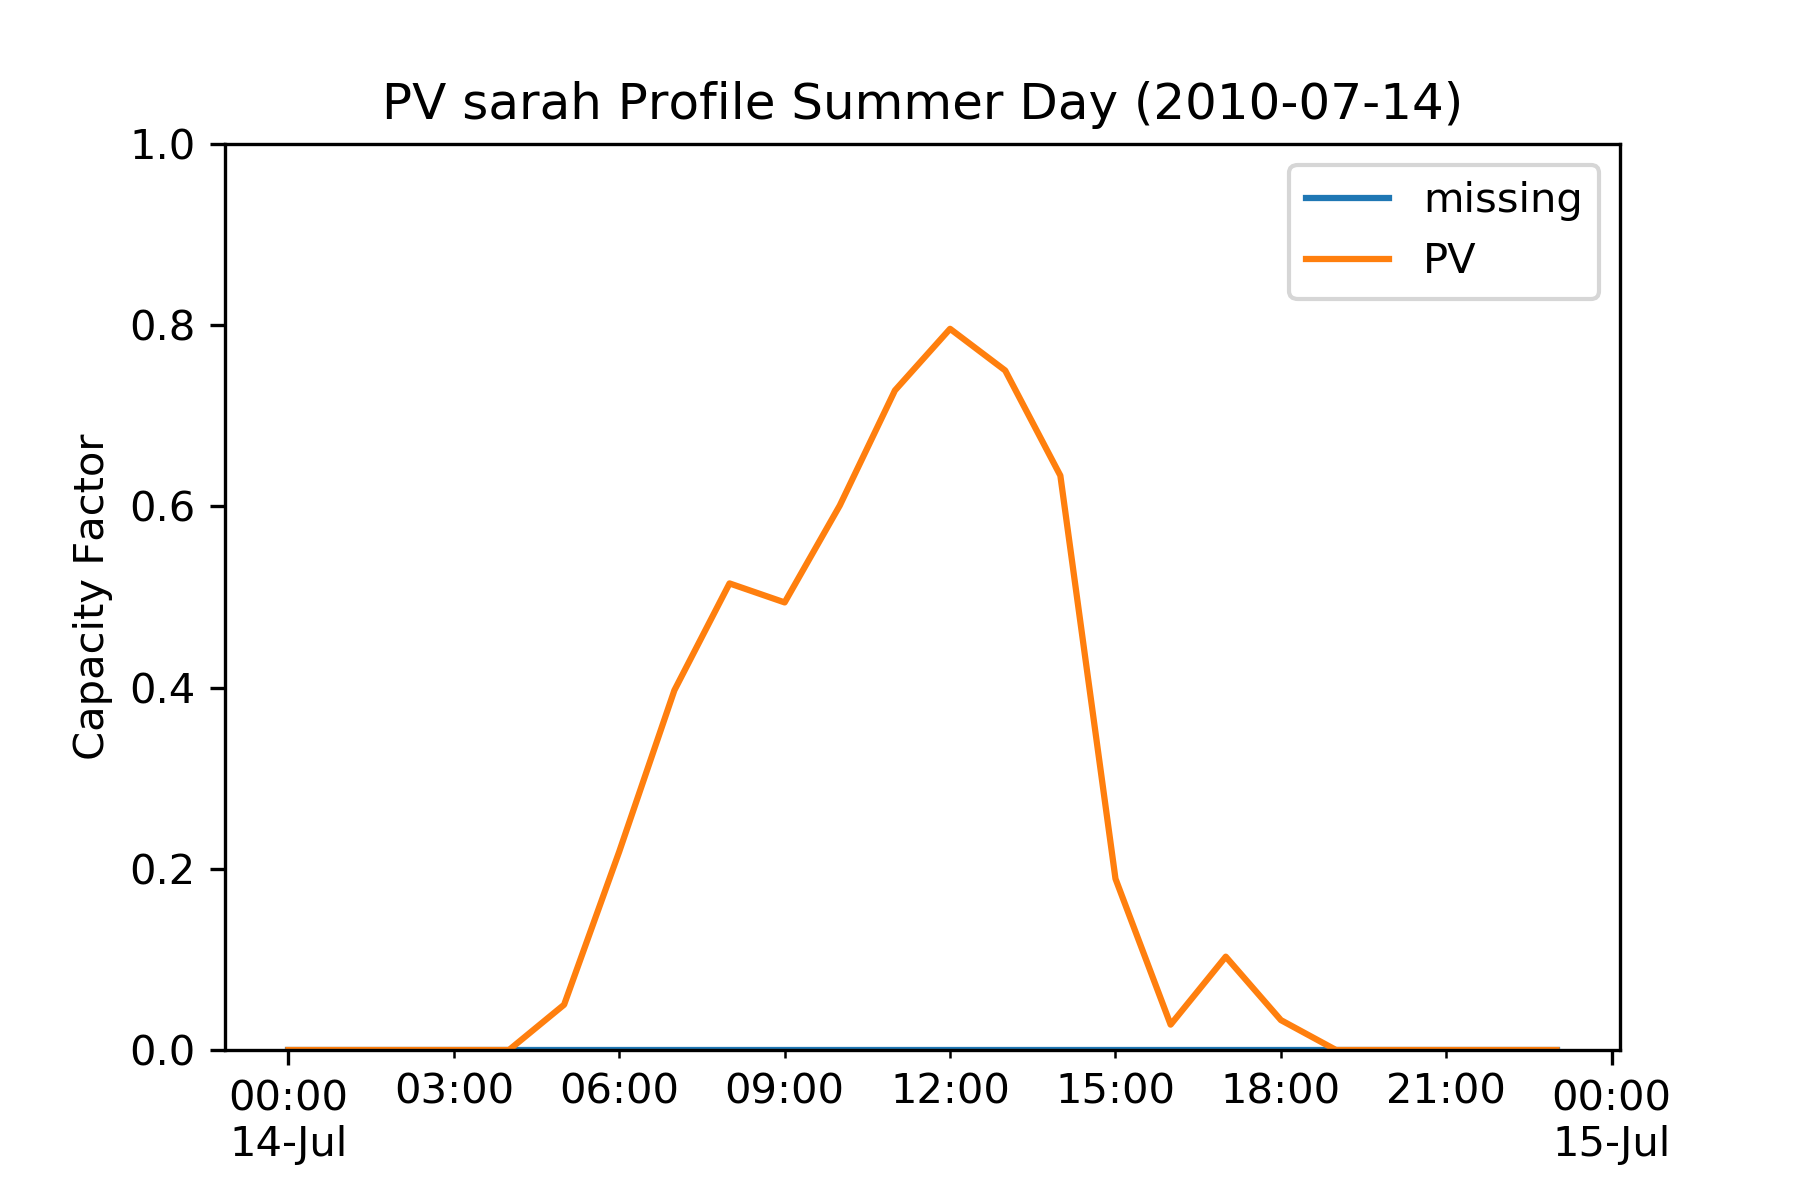 PV sarah Profile Summer Day (2010-07-14)
1.0
0.8
0.6
0.4
0.2
0.0
Capacity Factor
missing
PV
00:00 03:00 06:00 09:00 12:00 15:00 18:00 21:00 00:00
14-Jul 15-Jul